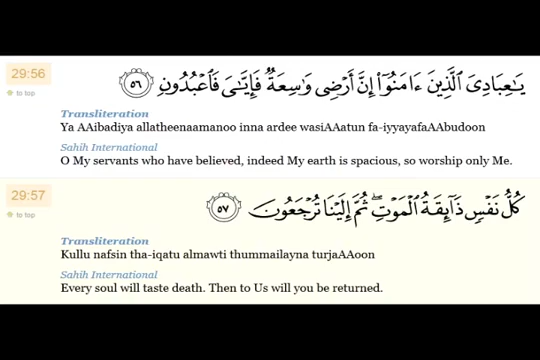 29:56
to top
يَـٰعِبَادِىَ ٱلَّذِينَ ءَامَنُوٓا۟ إِنَّ أَرْضِى وَٰسِعَةٌ فَإِيَّـٰىَ فَٱعْبُدُونِ ٥٦
Transliteration
Ya AAibadiya allatheenaamanoo inna ardee wasiAAatun fa-iyyayafaAAbudoon
Sahih International
O My servants who have believed, indeed My earth is spacious, so worship only Me.
29:57
to top
كُلُّ نَفْسٍ ذَآئِقَةُ ٱلْمَوْتِ ۖ ثُمَّ إِلَيْنَا تُرْجَعُونَ ٥٧
Transliteration
Kullu nafsin tha-iqatu almawti thummailayna turjaAAoon
Sahih International
Every soul will taste death. Then to Us will you be returned.